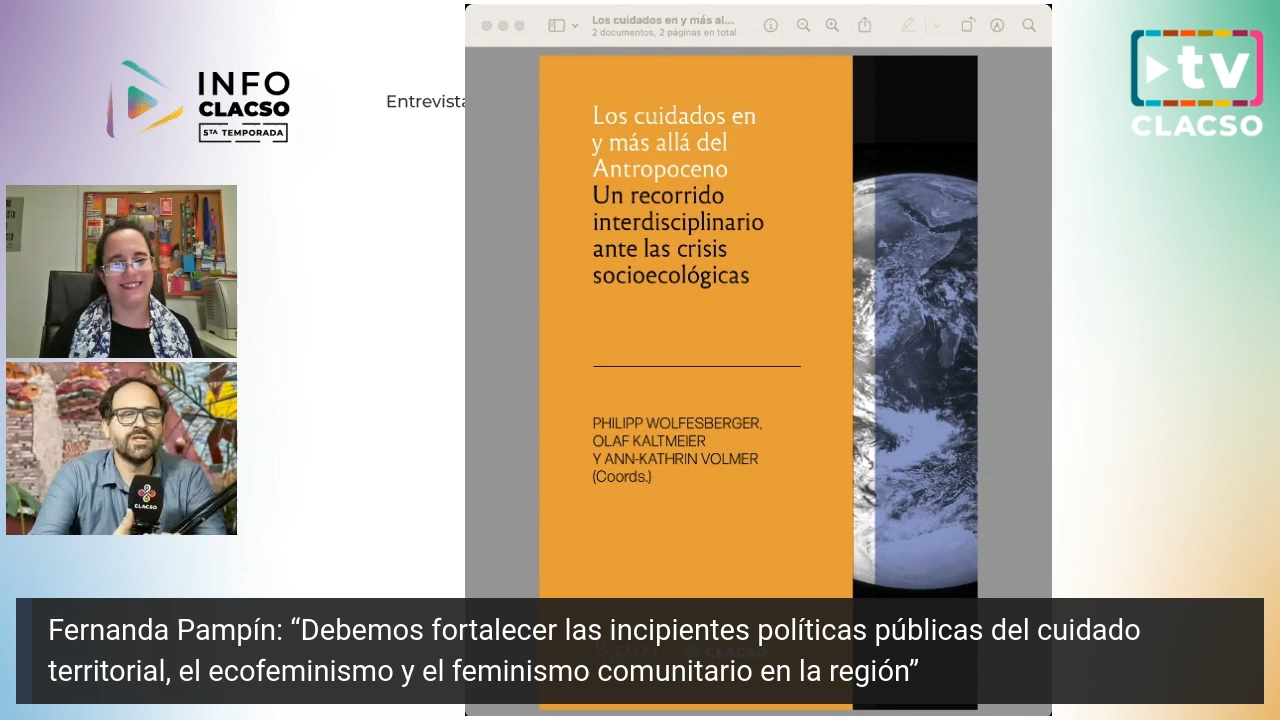 Los cuidados en y más al...
2 documentos, 2 páginas en total
INFO
CLACSO
5TA TEMPORADA
Entrevista
tv
CLACSO
Los cuidados en
y más allá del
Antropoceno
Un recorrido
interdisciplinario
ante las crisis
socioecológicas
PHILIPP WOLFESBERGER,
OLAF KALTMEIER
Y ANN-KATHRIN VOLMER
(Coords.)
CLACSO
Fernanda Pampín: “Debemos fortalecer las incipientes políticas públicas del cuidado
territorial, el ecofeminismo y el feminismo comunitario en la región”